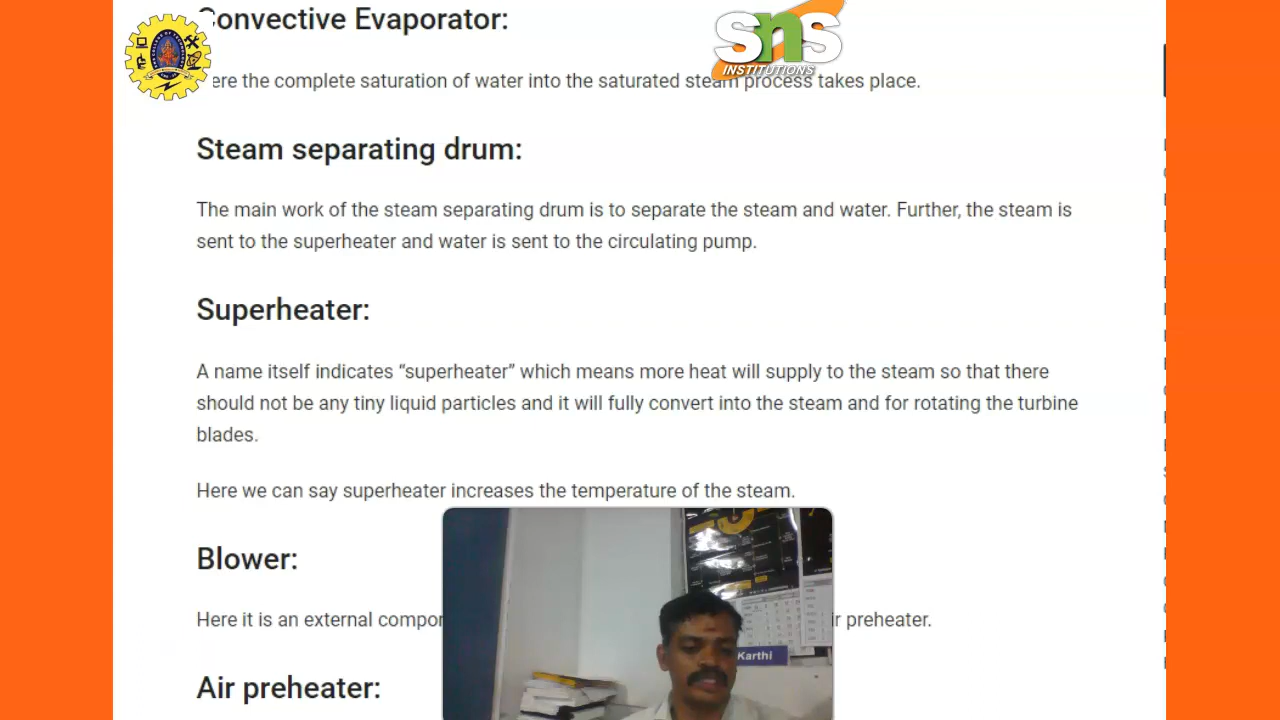 Convective Evaporator:
sns
INSTITUTIONS
ere the complete saturation of water into the saturated steam process takes place.
Steam separating drum:
The main work of the steam separating drum is to separate the steam and water. Further, the steam is
sent to the superheater and water is sent to the circulating pump.
Superheater:
A name itself indicates “superheater” which means more heat will supply to the steam so that there
should not be any tiny liquid particles and it will fully convert into the steam and for rotating the turbine
blades.
Here we can say superheater increases the temperature of the steam.
Blower:
Here it is an external compor
r preheater.
Karthi
Air preheater: